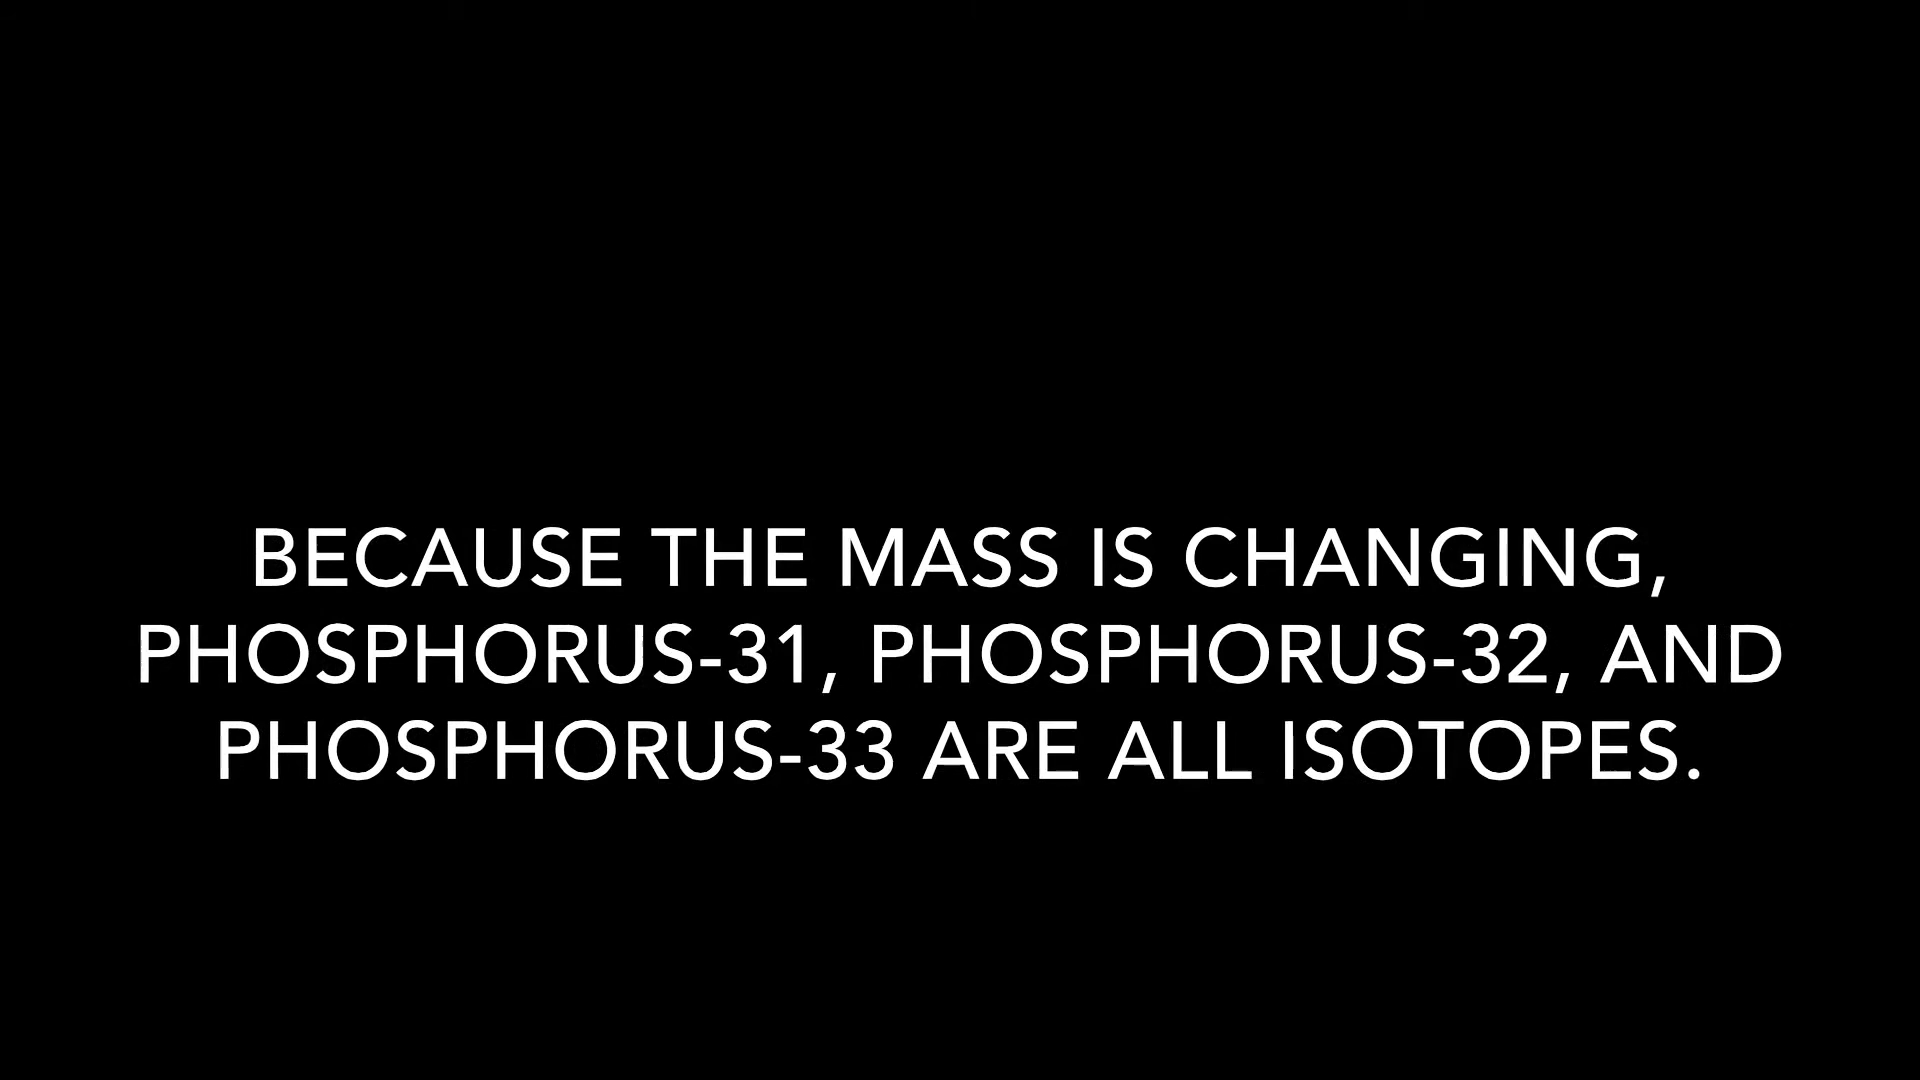 BECAUSE THE MASS IS CHANGING,
PHOSPHORUS-31, PHOSPHORUS-32, AND
PHOSPHORUS-33 ARE ALL ISOTOPES.